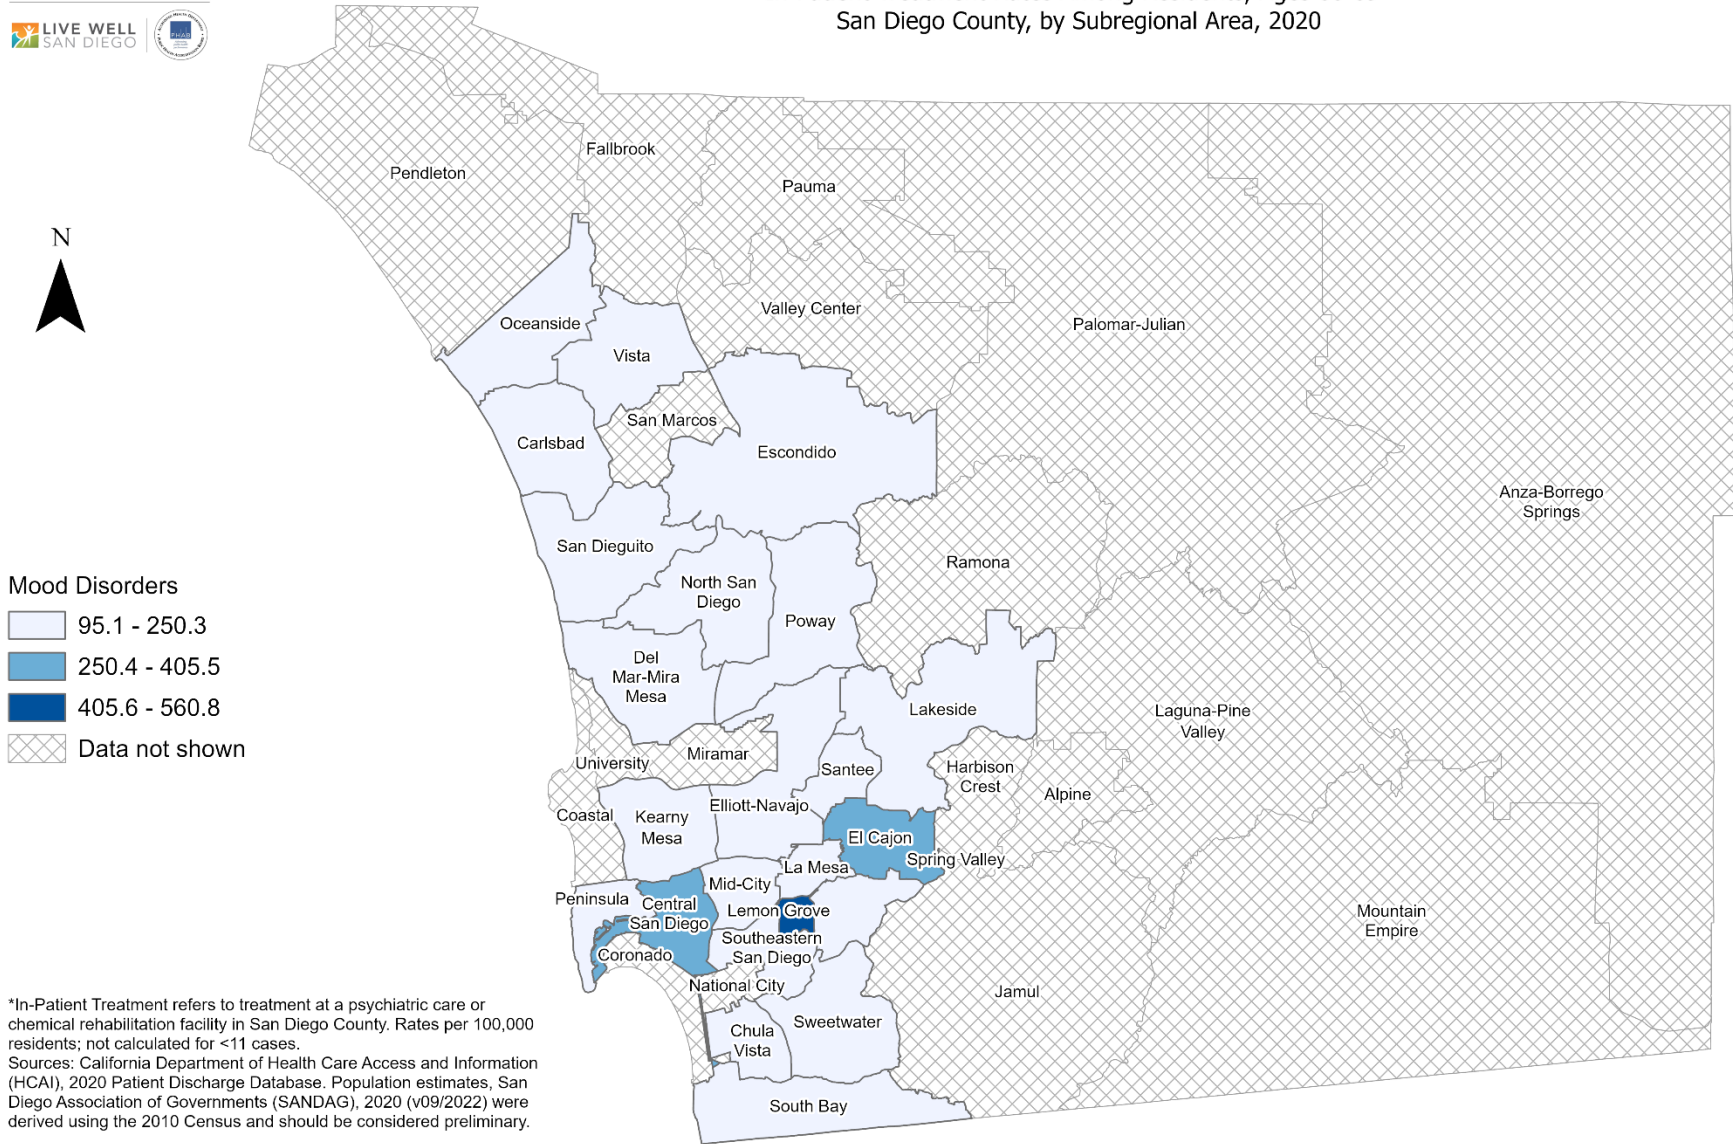 LIVE WELL
SAN DIEGO
PHAB
San Diego County, by Subregional Area, 2020
Fallbrook
Pendleton
Pauma
N
Valley Center
Oceanside
Palomar-Julian
Vista
San Marcos
Carlsbad
Escondido
Anza-Borrego
Springs
San Dieguito
Ramona
North San
Diego
Poway
Mood Disorders
95.1 - 250.3
250.4 - 405.5
405.6 - 560.8
Data not shown
Del
Mar-Mira
Mesa
Lakeside
Laguna-Pine
Valley
Miramar
University
Santee
Harbison
Crest
Alpine
Elliott-Navajo
Coastal
Kearny
Mesa
El Cajon
Spring Valley
La Mesa
Mid-City
Peninsula
Central
San Diego
Lemon Grove
Mountain
Empire
Southeastern
San Diego
Coronado
National City
Jamul
Sweetwater
Chula
Vista
South Bay
*In-Patient Treatment refers to treatment at a psychiatric care or
chemical rehabilitation facility in San Diego County. Rates per 100,000
residents; not calculated for <11 cases.
Sources: California Department of Health Care Access and Information
(HCAI), 2020 Patient Discharge Database. Population estimates, San
Diego Association of Governments (SANDAG), 2020 (v09/2022) were
derived using the 2010 Census and should be considered preliminary.